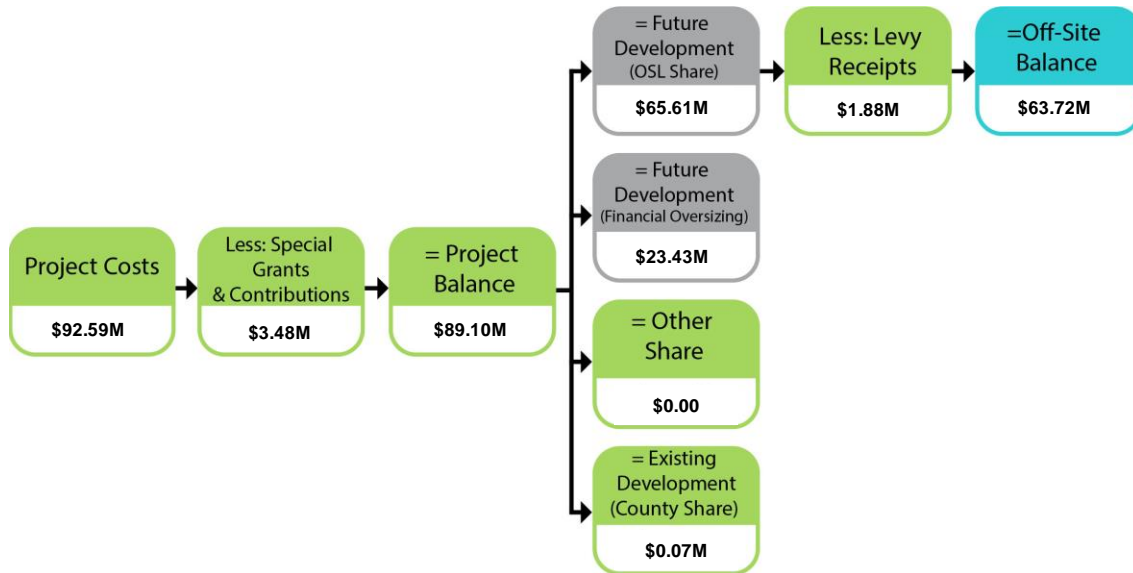 = Future
Development
(OSL Share)
$65.61M
Less: Levy
Receipts
$1.88M
=Off-Site
Balance
$63.72M
= Future
Development
(Financial Oversizing)
$23.43M
Project Costs
$92.59M
Less: Special
Grants
& Contributions
$3.48M
= Project
Balance
$89.10M
= Other
Share
$0.00
= Existing
Development
(County Share)
$0.07M